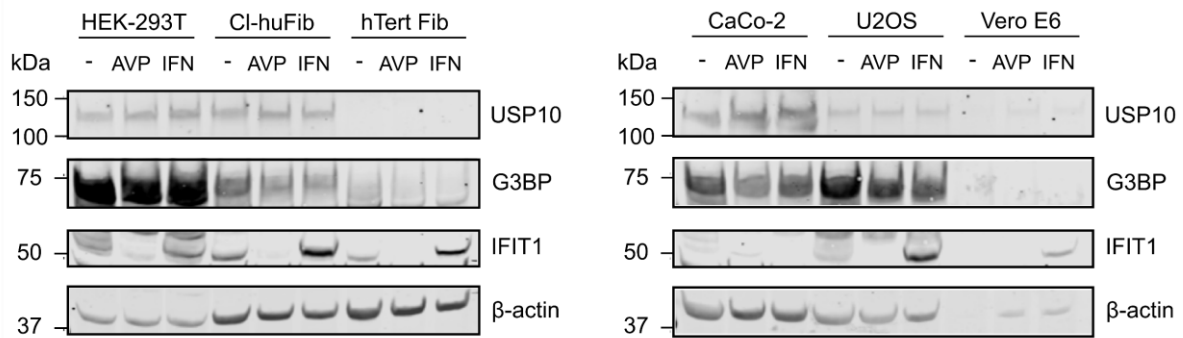 HEK-293T Cl-huFib hTert Fib
kDa - AVP IFN - AVP IFN - AVP IFN
150
100
USP10
75
G3BP
50
IFIT1
37
β-actin
CaCo-2 U2OS Vero E6
kDa - AVP IFN - AVP IFN - AVP IFN
150
100
USP10
75
G3BP
50
IFIT1
37
β-actin